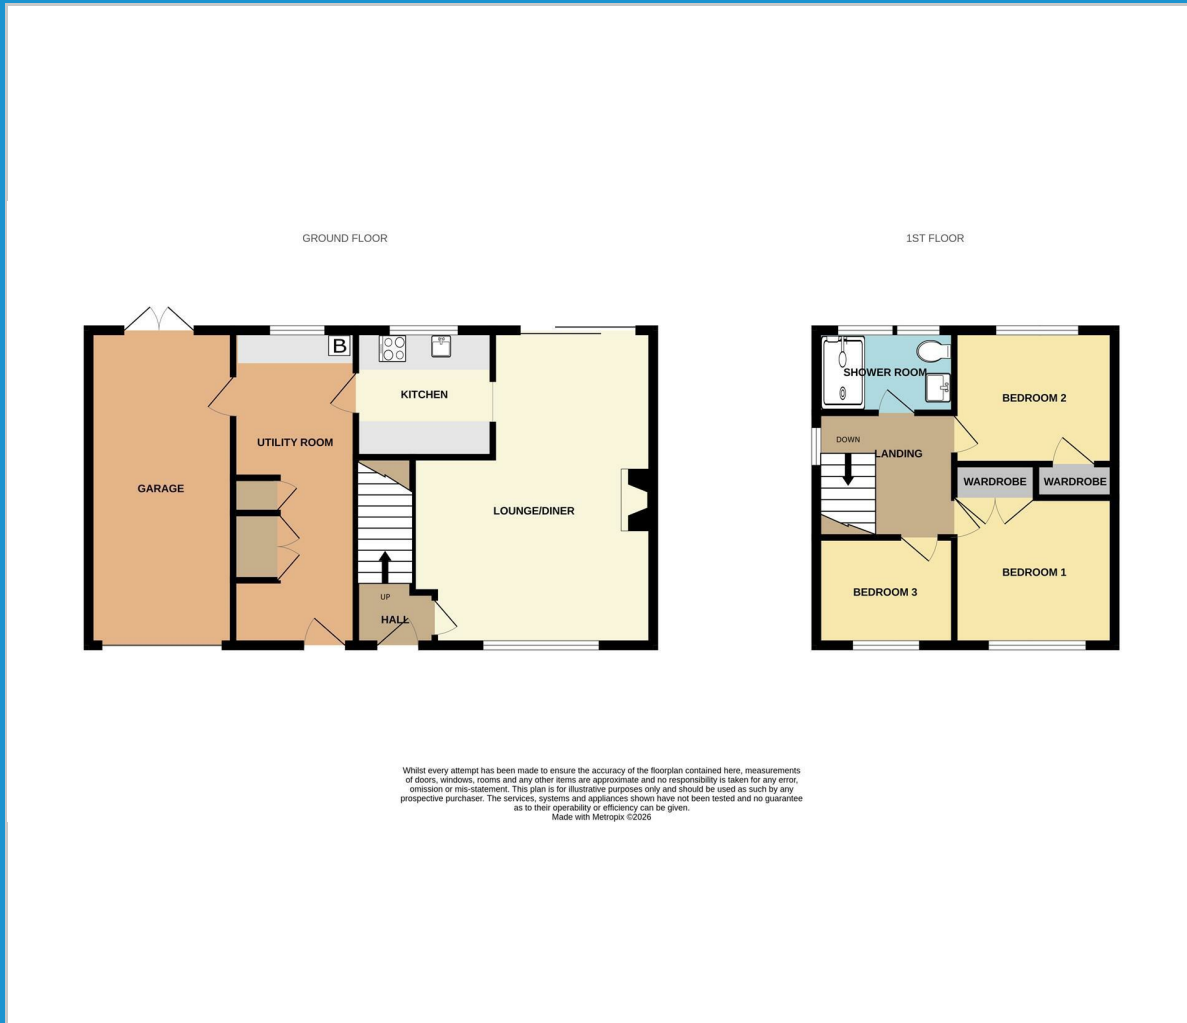 GROUND FLOOR
1ST FLOOR
B
KITCHEN
UTILITY ROOM
GARAGE
LOUNGE/DINER
UP
HALL
SHOWER ROOM
BEDROOM 2
DOWN
LANDING
WARDROBE
WARDROBE
BEDROOM 1
BEDROOM 3
Whilst every attempt has been made to ensure the accuracy of the floorplan contained here, measurements
of doors, windows, rooms and any other items are approximate and no responsibility is taken for any error,
omission or mis-statement. This plan is for illustrative purposes only and should be used as such by any
prospective purchaser. The services, systems and appliances shown have not been tested and no guarantee
as to their operability or efficiency can be given.
Made with Metropix ©2026